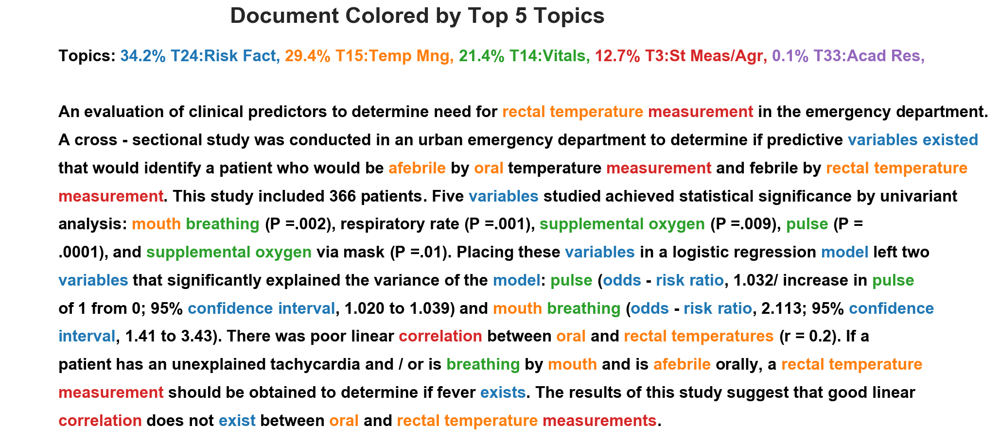 Document Colored by Top 5 Topics
Topics: 34.2% T24:Risk Fact, 29.4% T15:Temp Mng, 21.4% T14:Vitals, 12.7% T3:St Meas/Agr, 0.1% T33:Acad Res,
An evaluation of clinical predictors to determine need for rectal temperature measurement in the emergency department.
A cross - sectional study was conducted in an urban emergency department to determine if predictive variables existed
that would identify a patient who would be afebrile by oral temperature measurement and febrile by rectal temperature
measurement. This study included 366 patients. Five variables studied achieved statistical significance by univariant
analysis: mouth breathing (P =.002), respiratory rate (P =.001), supplemental oxygen (P =.009), pulse (P =
.0001), and supplemental oxygen via mask (P =.01). Placing these variables in a logistic regression model left two
variables that significantly explained the variance of the model: pulse (odds - risk ratio, 1.032/ increase in pulse
of 1 from 0; 95% confidence interval, 1.020 to 1.039) and mouth breathing (odds - risk ratio, 2.113; 95% confidence
interval, 1.41 to 3.43). There was poor linear correlation between oral and rectal temperatures (r = 0.2). If a
patient has an unexplained tachycardia and / or is breathing by mouth and is afebrile orally, a rectal temperature
measurement should be obtained to determine if fever exists. The results of this study suggest that good linear
correlation does not exist between oral and rectal temperature measurements.